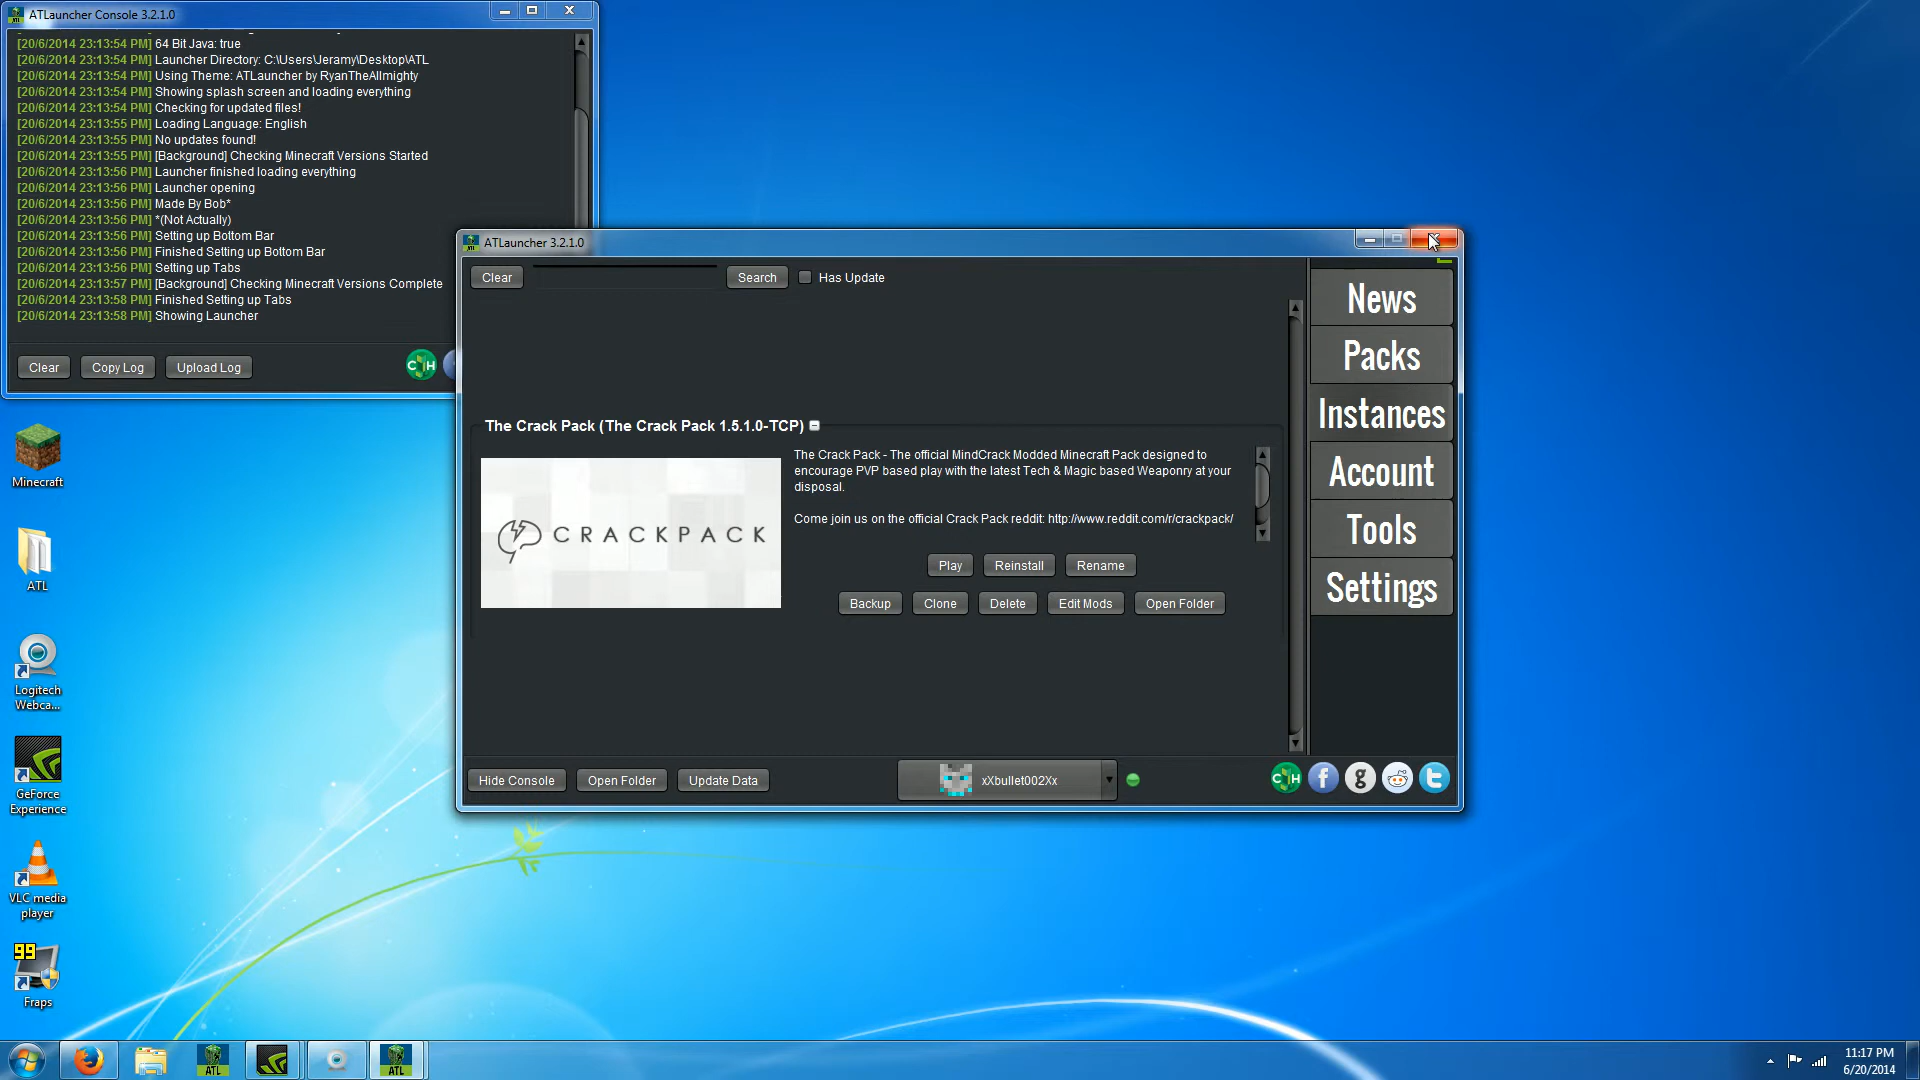 ATLauncher Console 3.2.1.0
[20/6/2014 23:13:54 PM] 64 Bit Java: true
[20/6/2014 23:13:54 PM] Launcher Directory: C:\Users\Jeramy\Desktop\ATL
[20/6/2014 23:13:54 PM] Using Theme: ATLauncher by RyanTheAllmighty
[20/6/2014 23:13:54 PM] Showing splash screen and loading everything
[20/6/2014 23:13:54 PM] Checking for updated files!
[20/6/2014 23:13:55 PM] Loading Language: English
[20/6/2014 23:13:55 PM] No updates found!
[20/6/2014 23:13:55 PM] [Background] Checking Minecraft Versions Started
[20/6/2014 23:13:56 PM] Launcher finished loading everything
[20/6/2014 23:13:56 PM] Launcher opening
[20/6/2014 23:13:56 PM] Made By Bob*
[20/6/2014 23:13:56 PM] *(Not Actually)
[20/6/2014 23:13:56 PM] Setting up Bottom Bar
[20/6/2014 23:13:56 PM] Finished Setting up Bottom Bar
[20/6/2014 23:13:56 PM] Setting up Tabs
[20/6/2014 23:13:57 PM] [Background] Checking Minecraft Versions Complete
[20/6/2014 23:13:58 PM] Finished Setting up Tabs
[20/6/2014 23:13:58 PM] Showing Launcher
Clear Copy Log Upload Log CH
ATLauncher 3.2.1.0
Clear Search Has Update
The Crack Pack (The Crack Pack 1.5.1.0-TCP)
CRACKPACK
The Crack Pack - The official MindCrack Modded Minecraft Pack designed to
encourage PVP based play with the latest Tech & Magic based Weaponry at your
disposal.
Come join us on the official Crack Pack reddit: http://www.reddit.com/r/crackpack/
Play Reinstall Rename
Backup Clone Delete Edit Mods Open Folder
News
Packs
Instances
Account
Tools
Settings
Hide Console Open Folder Update Data xXbullet002Xx CH f g t
Minecraft
ATL
Logitech
Webca...
GeForce
Experience
VLC media
player
99
Fraps
ATL ATL
11:17 PM
6/20/2014